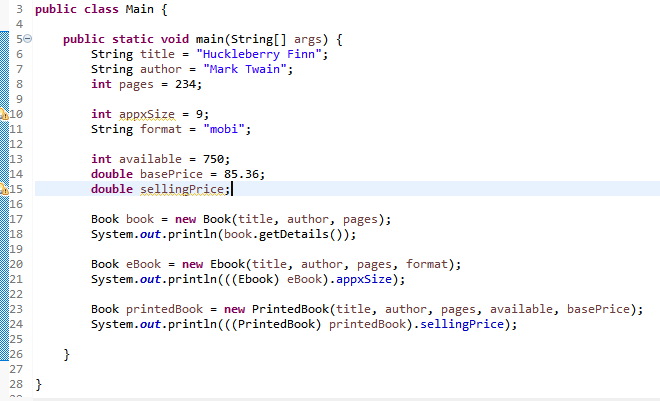 3 public class Main {
4
5 public static void main(String[] args) {
6 String title = "Huckleberry Finn";
7 String author = "Mark Twain";
8 int pages = 234;
9
10 int appxSize = 9;
11 String format = "mobi";
12
13 int available = 750;
14 double basePrice = 85.36;
15 double sellingPrice;
16
17 Book book = new Book(title, author, pages);
18 System.out.println(book.getDetails());
19
20 Book eBook = new Ebook(title, author, pages, format);
21 System.out.println(((Ebook) eBook).appxSize);
22
23 Book printedBook = new PrintedBook(title, author, pages, available, basePrice);
24 System.out.println(((PrintedBook) printedBook).sellingPrice);
25
26 }
27
28 }